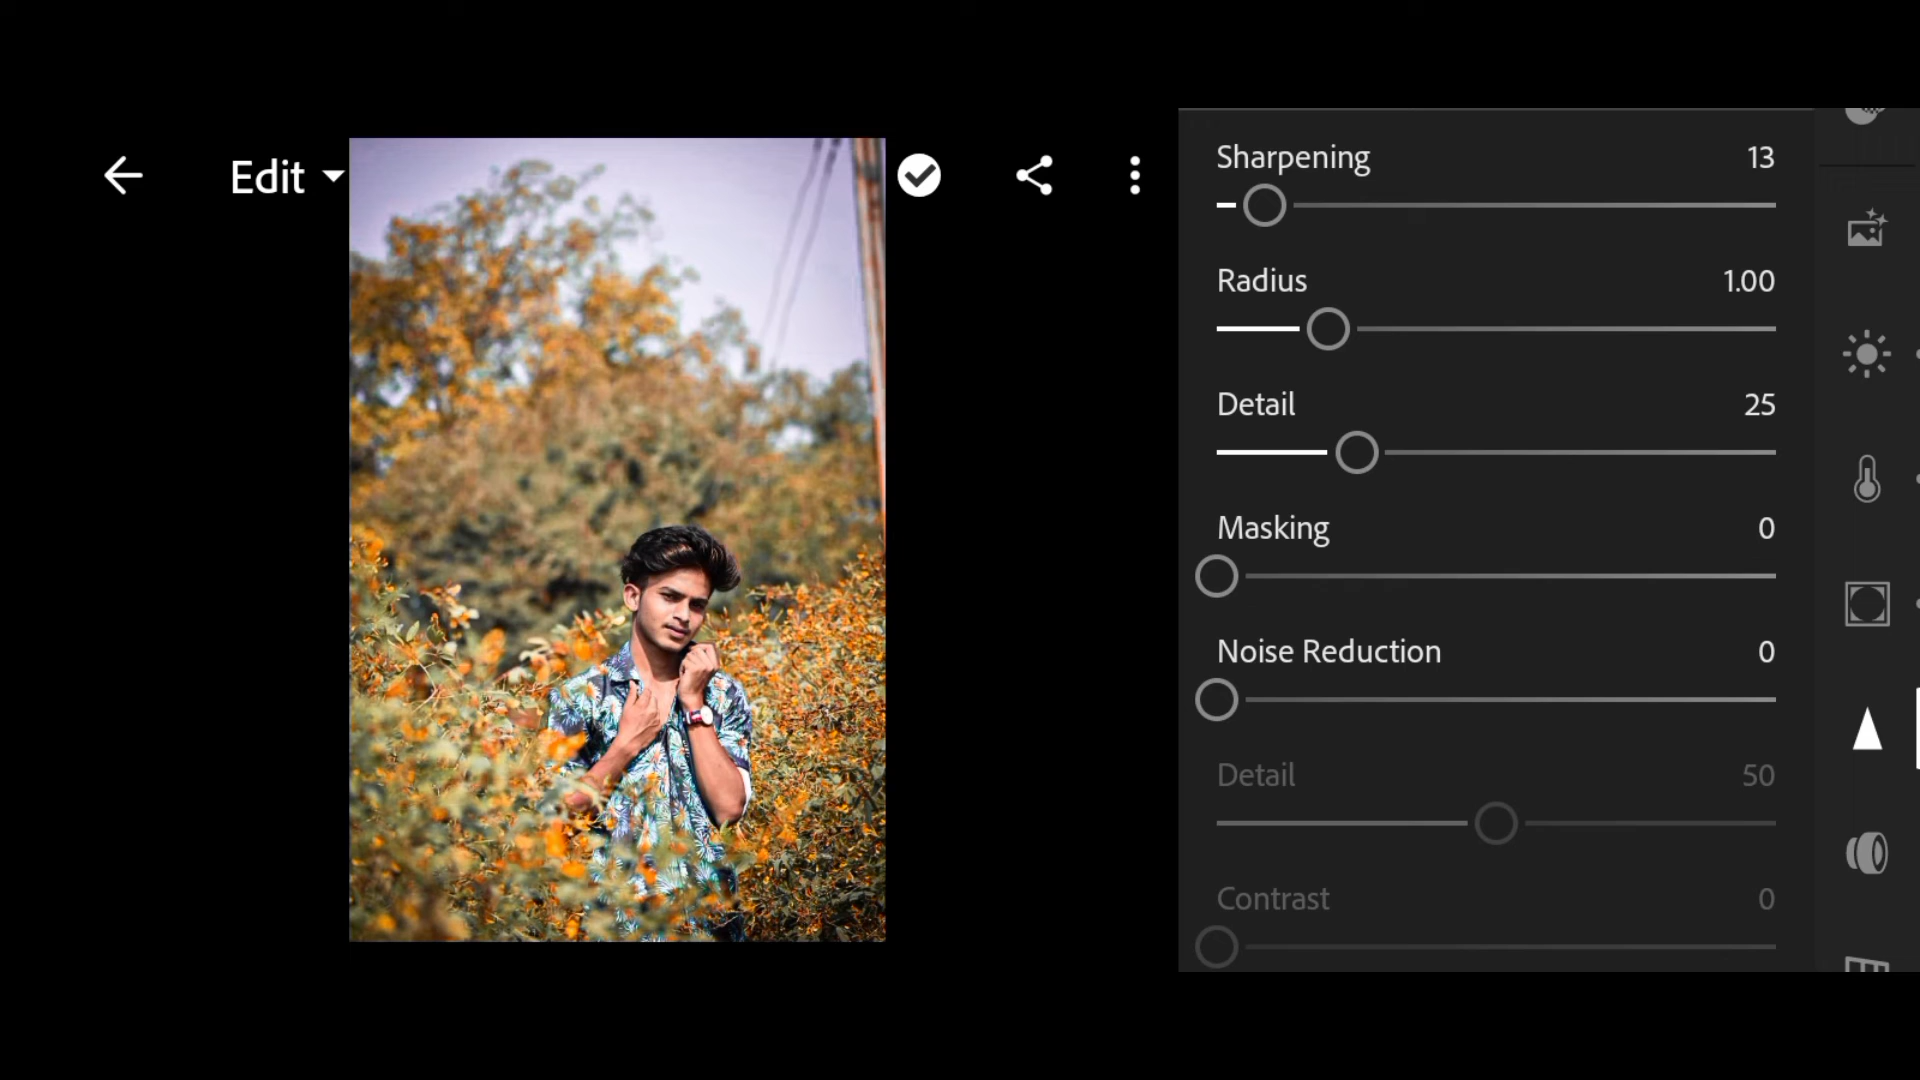 Edit
Sharpening 13
Radius 1.00
Detail 25
Masking 0
Noise Reduction 0
Detail 50
Contrast 0